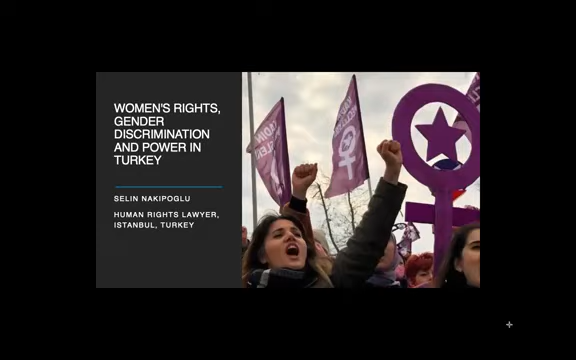 WOMEN'S RIGHTS,
GENDER
DISCRIMINATION
AND POWER IN
TURKEY
SELIN NAKIPOGLU
HUMAN RIGHTS LAWYER,
ISTANBUL, TURKEY